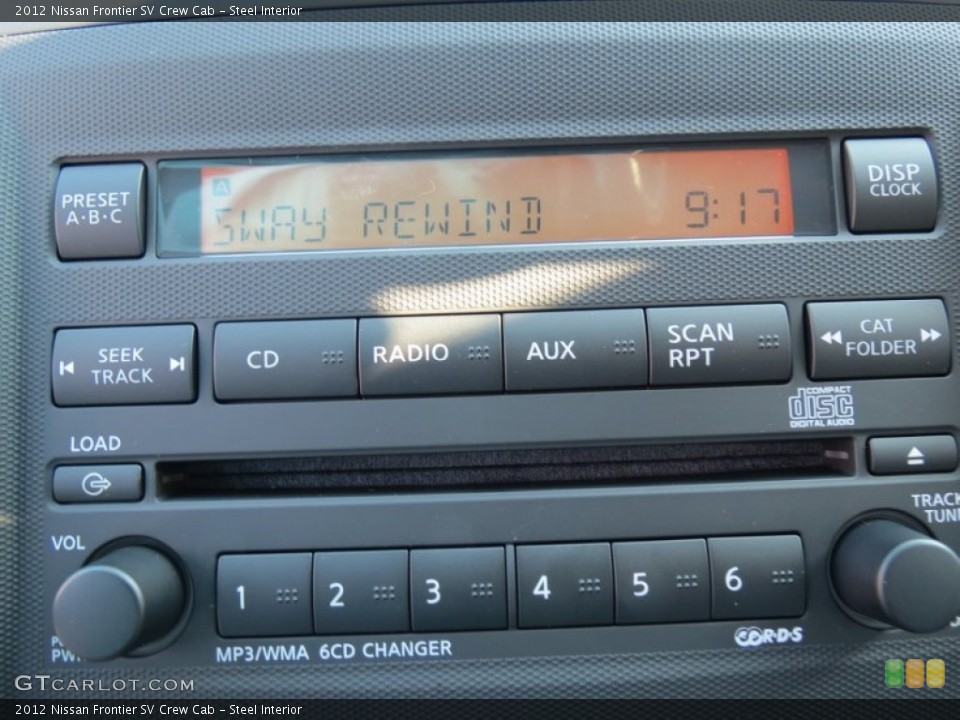 2012 Nissan Frontier SV Crew Cab - Steel Interior
PRESET
A·B·C
A
SWAY REWIND 9:17
DISP
CLOCK
SEEK
TRACK
CD
RADIO
AUX
SCAN
RPT
CAT
FOLDER
COMPACT
disc
DIGITAL AUDIO
LOAD
VOL
TRACK
1
2
3
4
5
6
MP3/WMA 6CD CHANGER
R·D·S
GTCARLOT.COM
2012 Nissan Frontier SV Crew Cab - Steel Interior